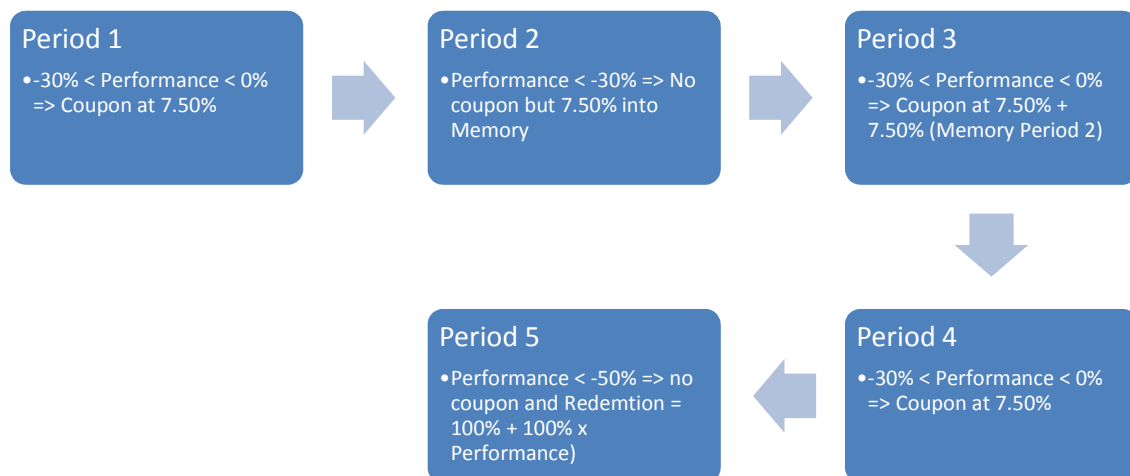 Period 1
•-30% < Performance < 0%
=> Coupon at 7.50%
Period 2
•Performance < -30% => No
coupon but 7.50% into
Memory
Period 3
•-30% < Performance < 0%
=> Coupon at 7.50% +
7.50% (Memory Period 2)
Period 4
•-30% < Performance < 0%
=> Coupon at 7.50%
Period 5
•Performance < -50% => no
coupon and Redemtion =
100% + 100% x
Performance)